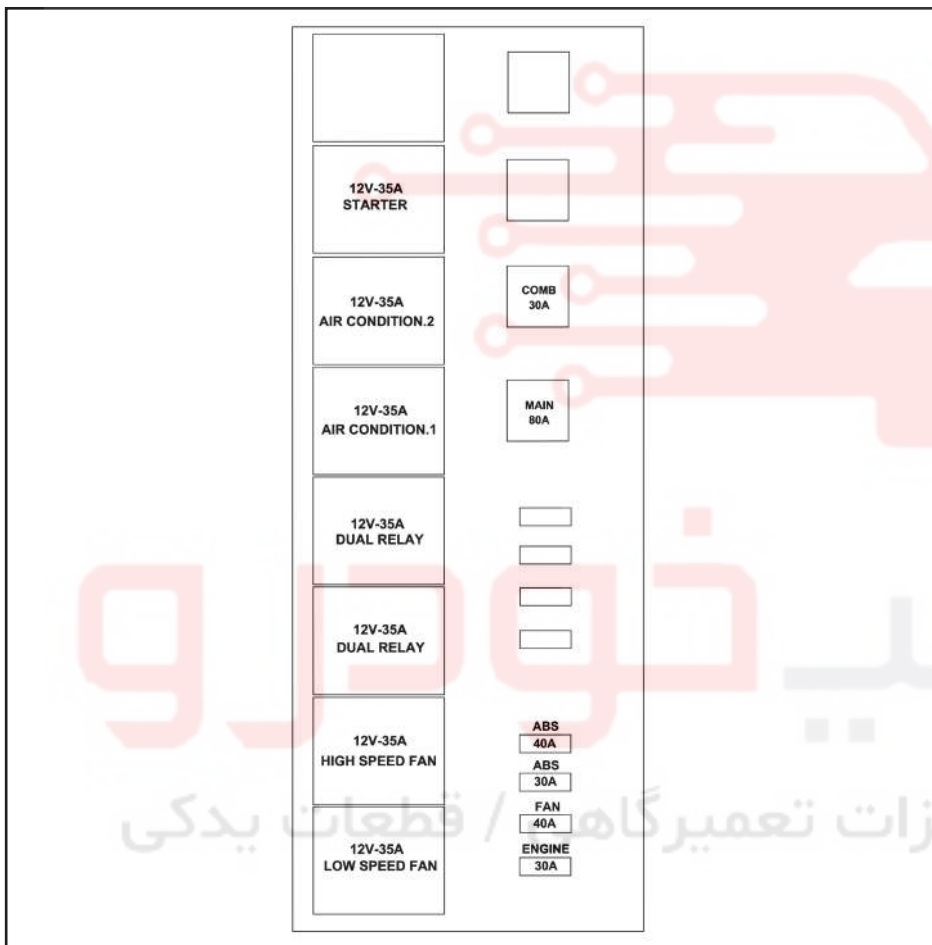 12V-35A
STARTER
12V-35A
AIR CONDITION.2
12V-35A
AIR CONDITION.1
12V-35A
DUAL RELAY
12V-35A
DUAL RELAY
12V-35A
HIGH SPEED FAN
12V-35A
LOW SPEED FAN
COMB
30A
MAIN
80A
ABS
40A
ABS
30A
FAN
40A
ENGINE
30A
خودرو
قطعات یدکی / تعمیرگاهی